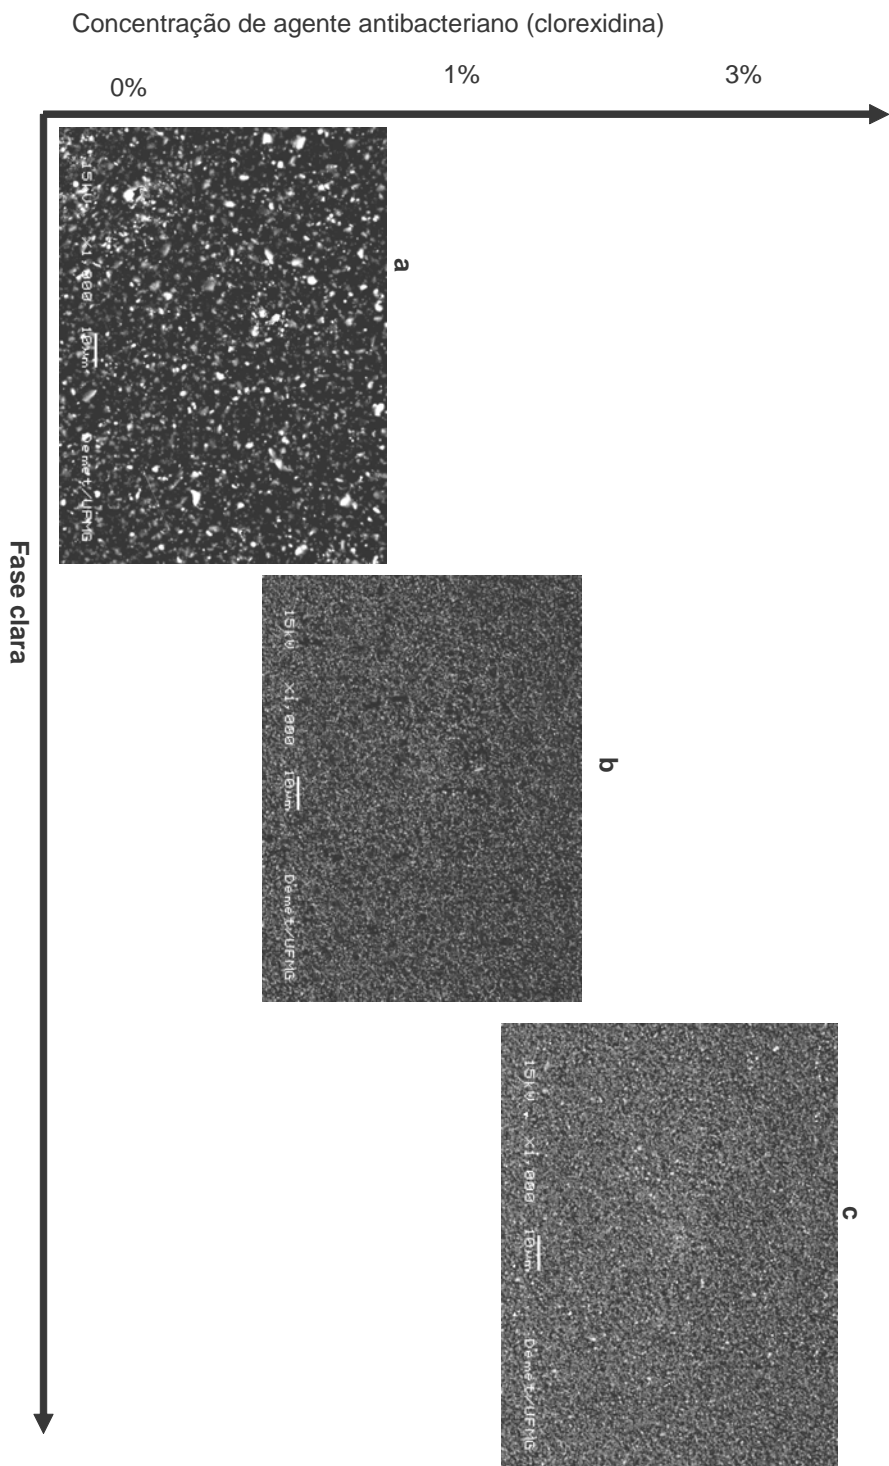 Concentração de agente antibacteriano (clorexidina)
0%
1%
3%
a
15kV X1,000 10μm Demet/UFMG
Fase clara
b
15kV X1,000 10μm Demet/UFMG
c
15kV X1,000 10μm Demet/UFMG